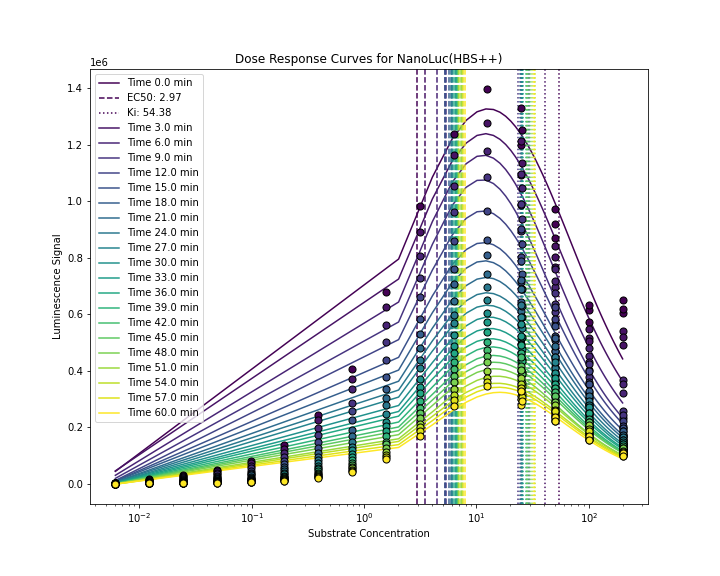 Dose Response Curves for NanoLuc(HBS++)
1e6
Time 0.0 min
EC50: 2.97
Ki: 54.38
Time 3.0 min
Time 6.0 min
Time 9.0 min
Time 12.0 min
Time 15.0 min
Time 18.0 min
Time 21.0 min
Time 24.0 min
Time 27.0 min
Time 30.0 min
Time 33.0 min
Time 36.0 min
Time 39.0 min
Time 42.0 min
Time 45.0 min
Time 48.0 min
Time 51.0 min
Time 54.0 min
Time 57.0 min
Time 60.0 min
Luminescence Signal
1.4
1.2
1.0
0.8
0.6
0.4
0.2
0.0
10⁻² 10⁻¹ 10⁰ 10¹ 10²
Substrate Concentration